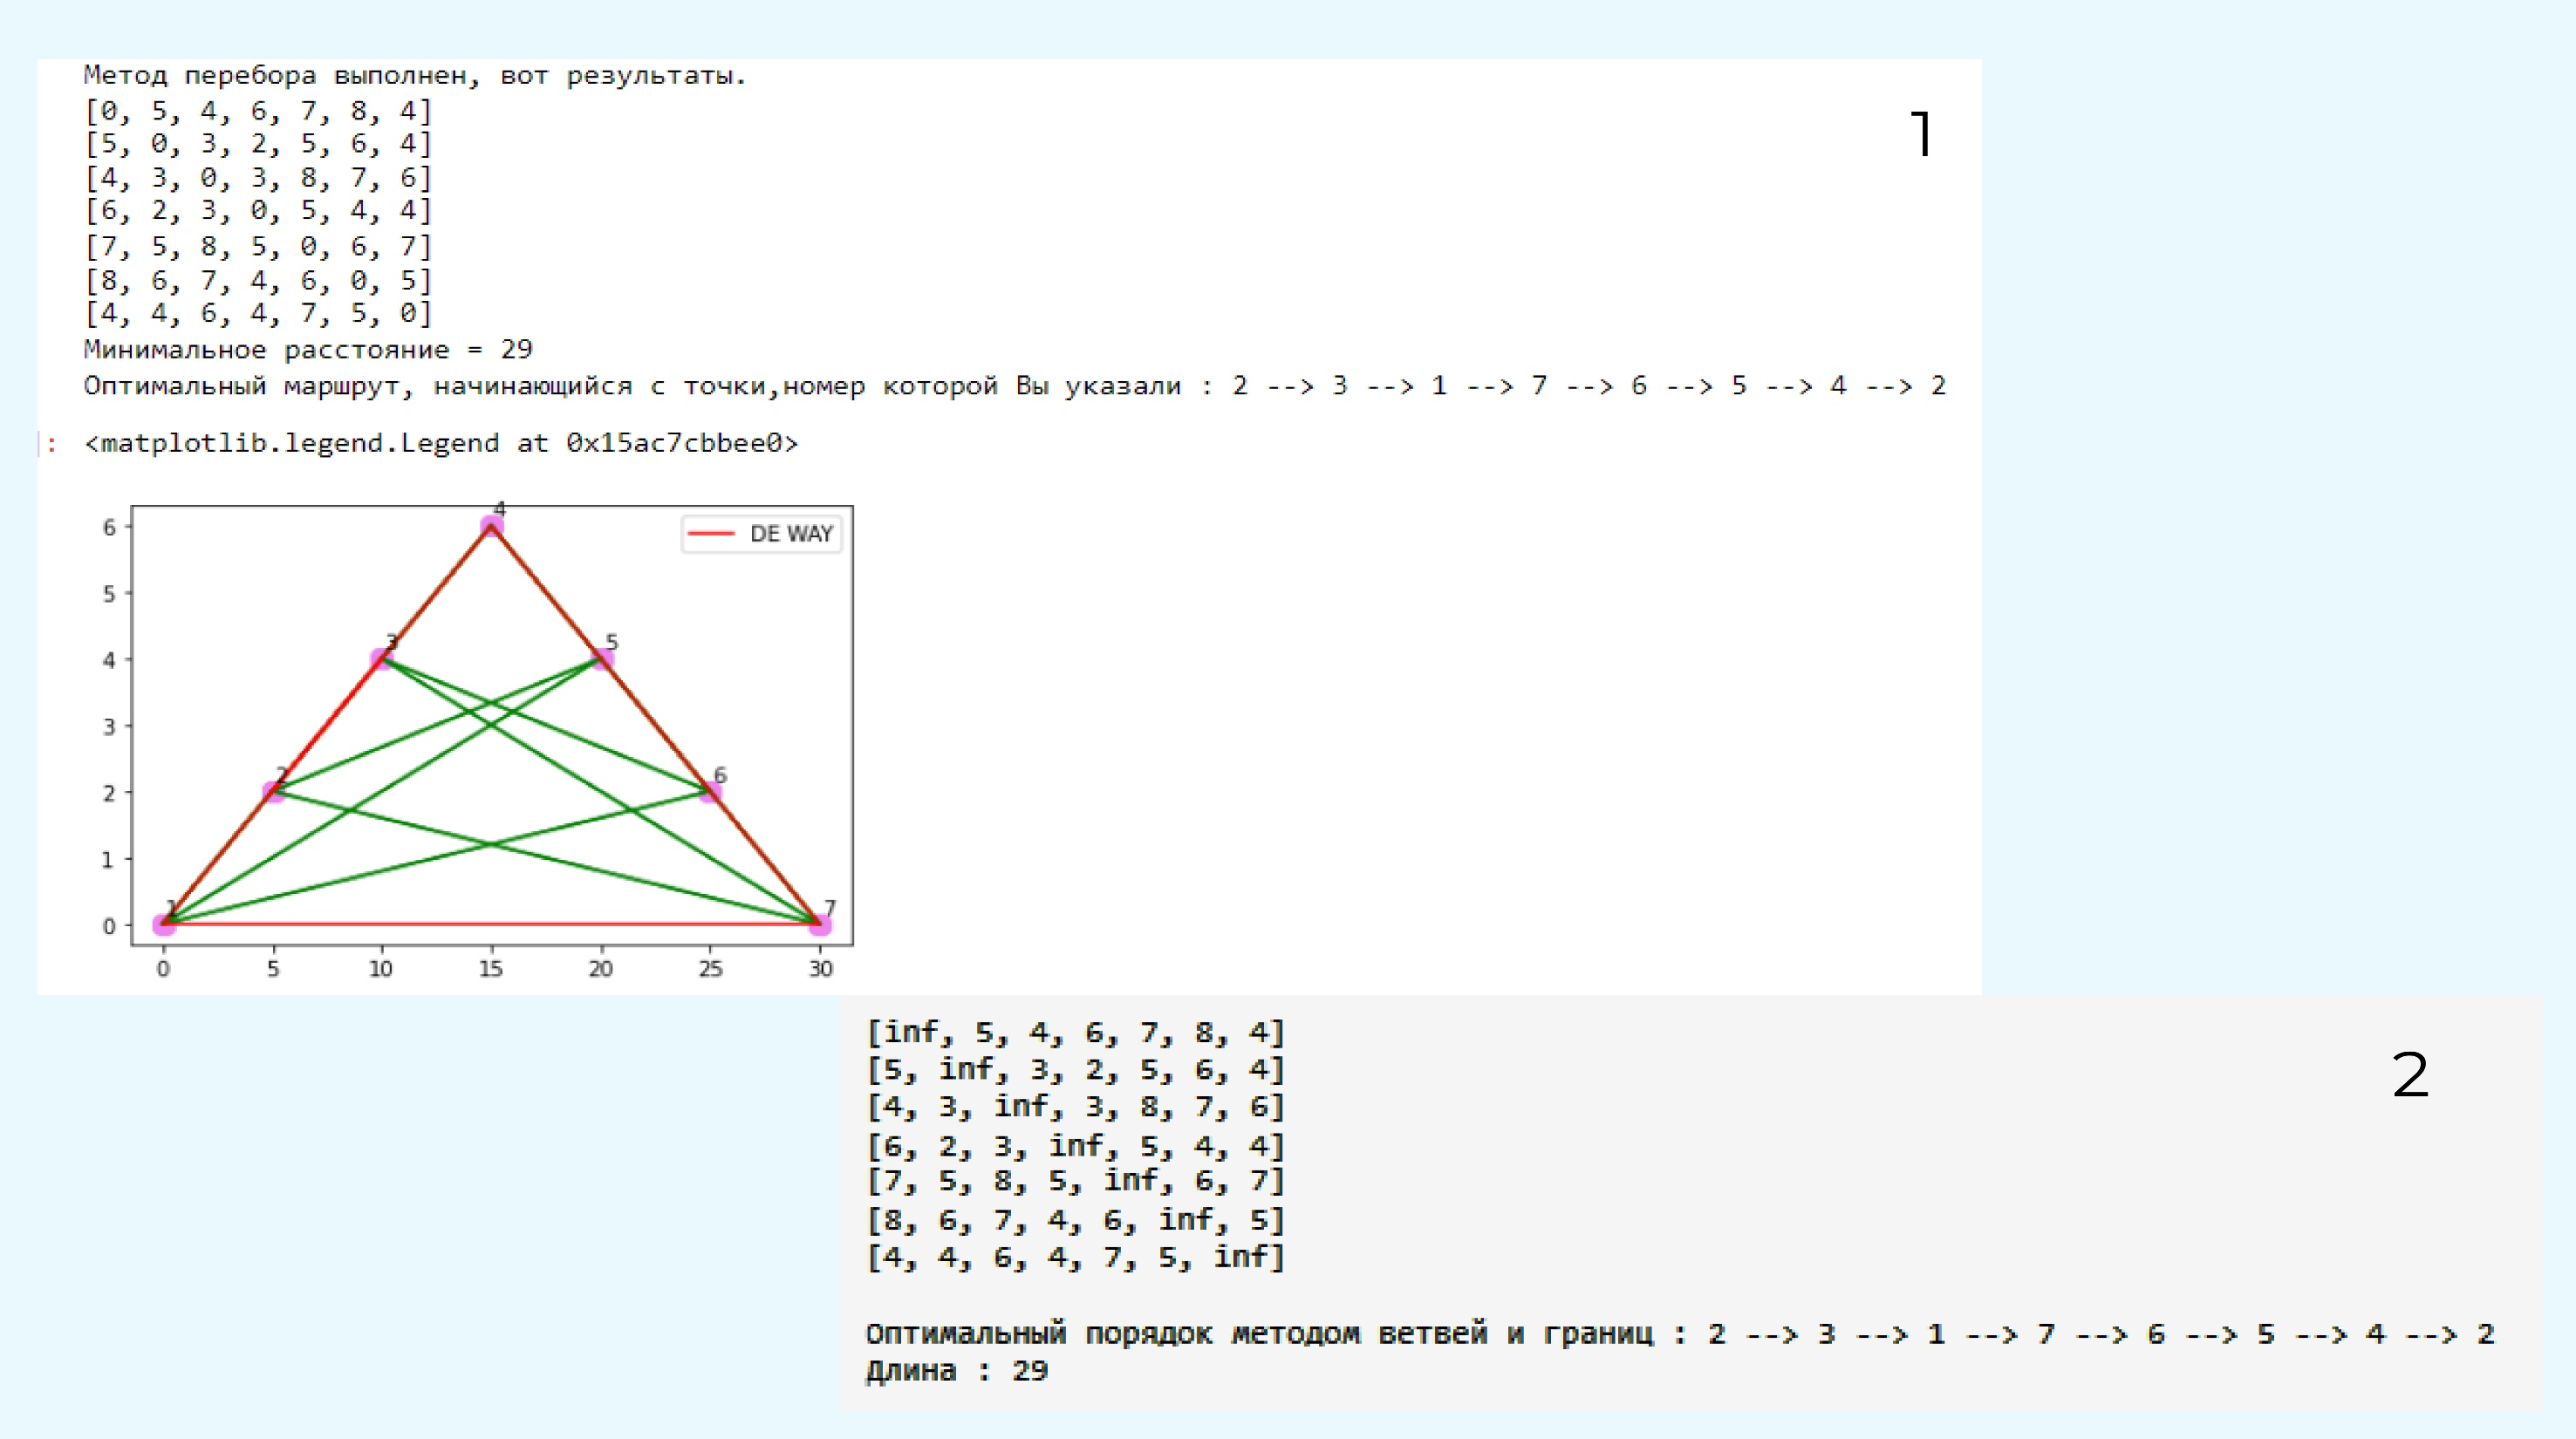 Метод перебора выполнен, вот результаты.
[0, 5, 4, 6, 7, 8, 4]
[5, 0, 3, 2, 5, 6, 4]
[4, 3, 0, 3, 8, 7, 6]
[6, 2, 3, 0, 5, 4, 4]
[7, 5, 8, 5, 0, 6, 7]
[8, 6, 7, 4, 6, 0, 5]
[4, 4, 6, 4, 7, 5, 0]
Минимальное расстояние = 29
Оптимальный маршрут, начинающийся с точки,номер которой Вы указали : 2 --> 3 --> 1 --> 7 --> 6 --> 5 --> 4 --> 2
1
]: <matplotlib.legend.Legend at 0x15ac7cbbee0>
DE WAY
6
5
4
3
2
1
0
4
3
5
2
6
1
7
0 5 10 15 20 25 30
[inf, 5, 4, 6, 7, 8, 4]
[5, inf, 3, 2, 5, 6, 4]
[4, 3, inf, 3, 8, 7, 6]
[6, 2, 3, inf, 5, 4, 4]
[7, 5, 8, 5, inf, 6, 7]
[8, 6, 7, 4, 6, inf, 5]
[4, 4, 6, 4, 7, 5, inf]
2
Оптимальный порядок методом ветвей и границ : 2 --> 3 --> 1 --> 7 --> 6 --> 5 --> 4 --> 2
Длина : 29